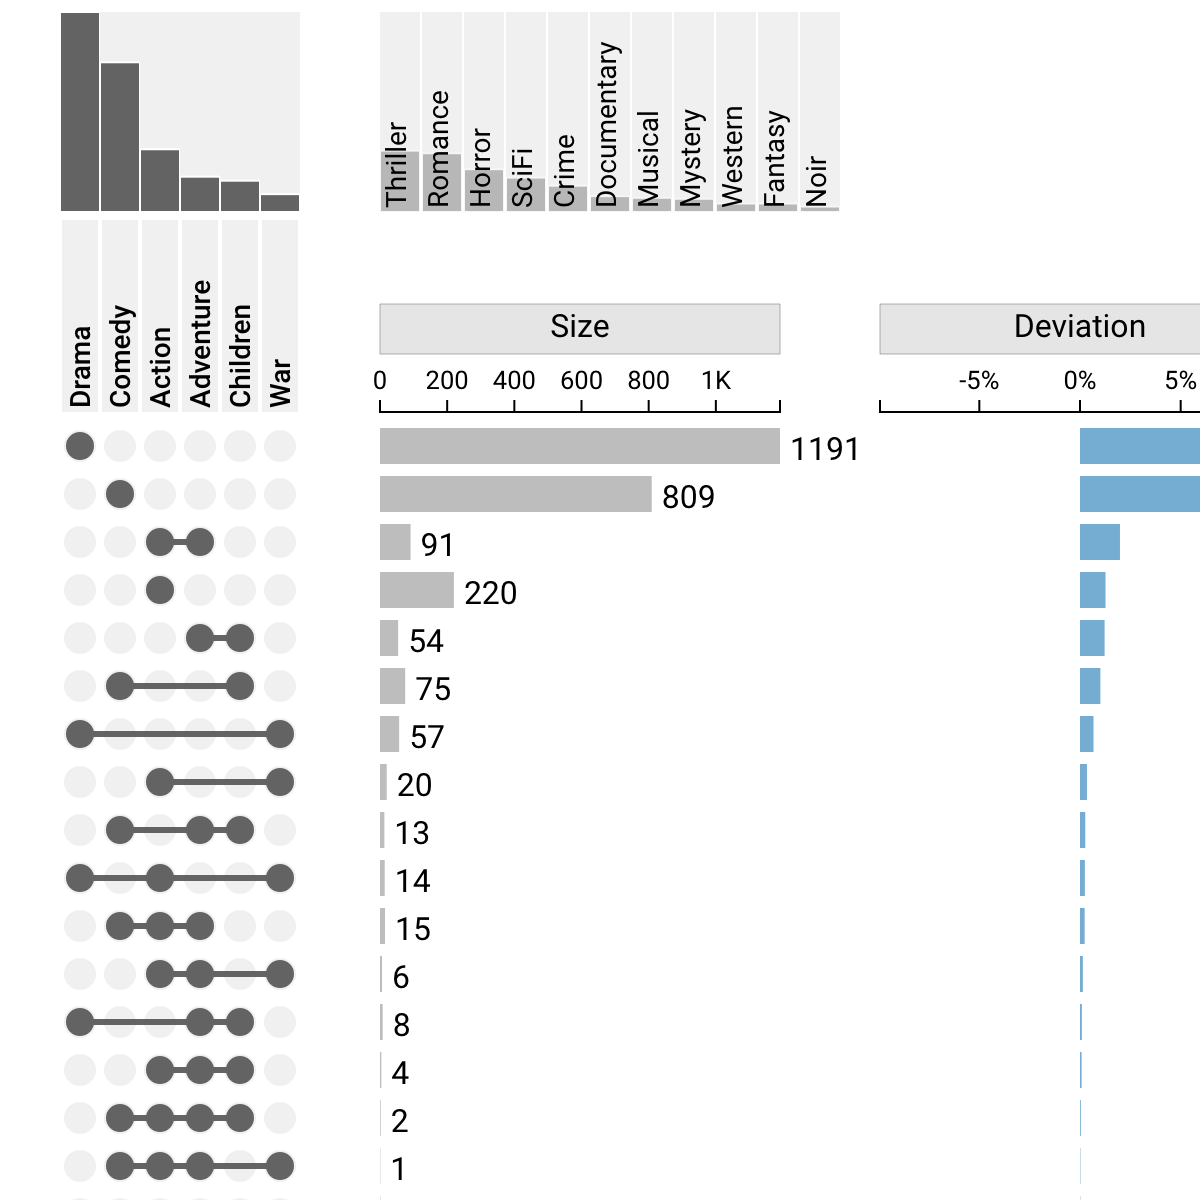 Thriller
Romance
Horror
SciFi
Crime
Documentary
Musical
Mystery
Western
Fantasy
Noir
Drama
Comedy
Action
Adventure
Children
War
Size
Deviation
0 200 400 600 800 1K
-5% 0% 5%
1191
809
91
220
54
75
57
20
13
14
15
6
8
4
2
1